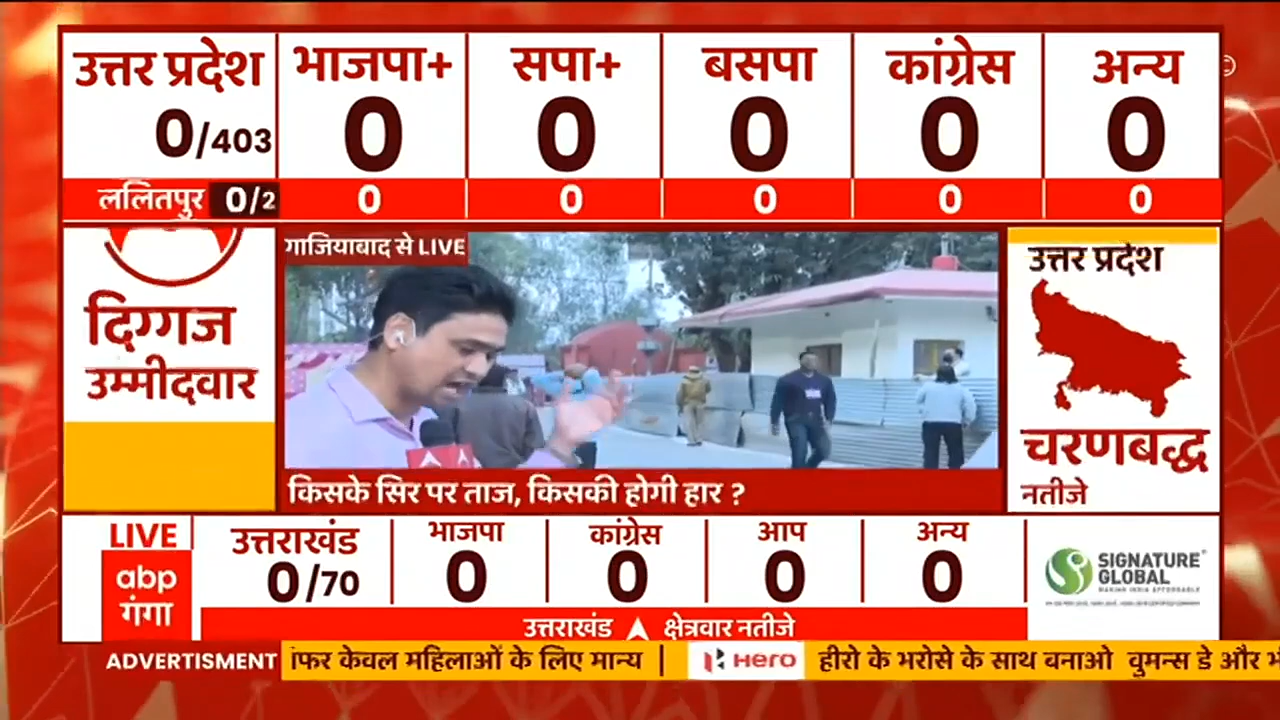 उत्तर प्रदेश भाजपा+ सपा+ बसपा कांग्रेस अन्य
0/403 0 0 0 0 0
ललितपुर 0/2 0 0 0 0 0
गाजियाबाद से LIVE
दिग्गज
उम्मीदवार
उत्तर प्रदेश
चरणबद्ध
नतीजे
किसके सिर पर ताज, किसकी होगी हार ?
LIVE
abp
गंगा
उत्तराखंड भाजपा कांग्रेस आप अन्य
0/70 0 0 0 0
उत्तराखंड क्षेत्रवार नतीजे
SIGNATURE
GLOBAL
ADVERTISMENT केवल महिलाओं के लिए मान्य | Hero हीरो के भरोसे के साथ बनाओ वुमन्स डे और